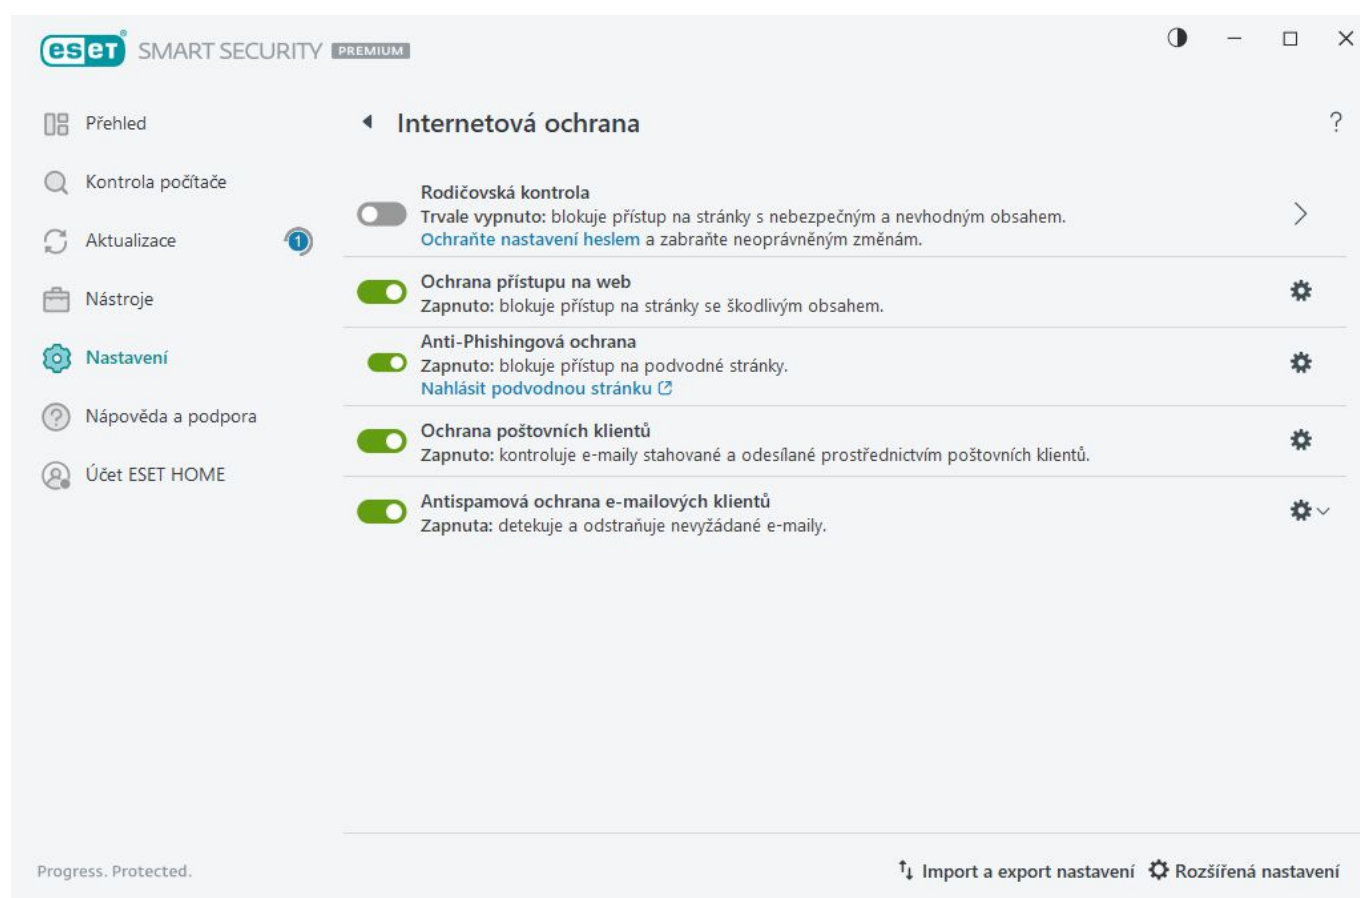 eset SMART SECURITY PREMIUM
Přehled
Kontrola počítače
Aktualizace 1
Nástroje
Nastavení
Nápověda a podpora
Účet ESET HOME
Internetová ochrana ?
Rodičovská kontrola
Trvale vypnuto: blokuje přístup na stránky s nebezpečným a nevhodným obsahem.
Ochraňte nastavení heslem a zabraňte neoprávněným změnám.
Ochrana přístupu na web
Zapnuto: blokuje přístup na stránky se škodlivým obsahem.
Anti-Phishingová ochrana
Zapnuto: blokuje přístup na podvodné stránky.
Nahlásit podvodnou stránku
Ochrana poštovních klientů
Zapnuto: kontroluje e-maily stahované a odesílané prostřednictvím poštovních klientů.
Antispamová ochrana e-mailových klientů
Zapnuta: detekuje a odstraňuje nevyžádané e-maily.
Progress. Protected.
Import a export nastavení Rozšířená nastavení